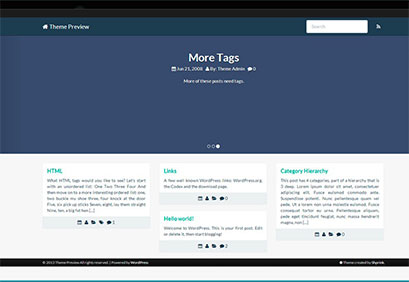 Theme Preview
Search
More Tags
Jun 21, 2008 By: Theme Admin 0
More of these posts need tags.
HTML
What HTML tags would you like to see? Let's start
with an unordered list: One Two Three Four And
then move on to a more interesting ordered list: one,
two buckle my shoe three four knock at the door
Five, six pick up sticks Seven, eight, lay them straight
Nine, ten, a big fat hen [...]
1
Links
A few well known WordPress links: WordPress.org
the Codex and the download page.
0
Hello world!
Welcome to WordPress. This is your first post. Edit
or delete it, then start blogging!
2
Category Hierarchy
This post has 4 categories, part of a hierarchy that is
3 deep. Lorem ipsum dolor sit amet, consectetuer
adipiscing elit. Fusce euismod commodo ante.
Suspendisse potenti. Nunc pellentesque quam vel
pede. Ut a lorem non urna molestie euismod. Fusce
consequat tortor eu urna. Pellentesque aliquam,
pede eget tincidunt feugiat, nunc massa hendrerit
magna, non [...]
0
© 2013 Theme Preview All rights reserved. | Powered by WordPress
Theme created by